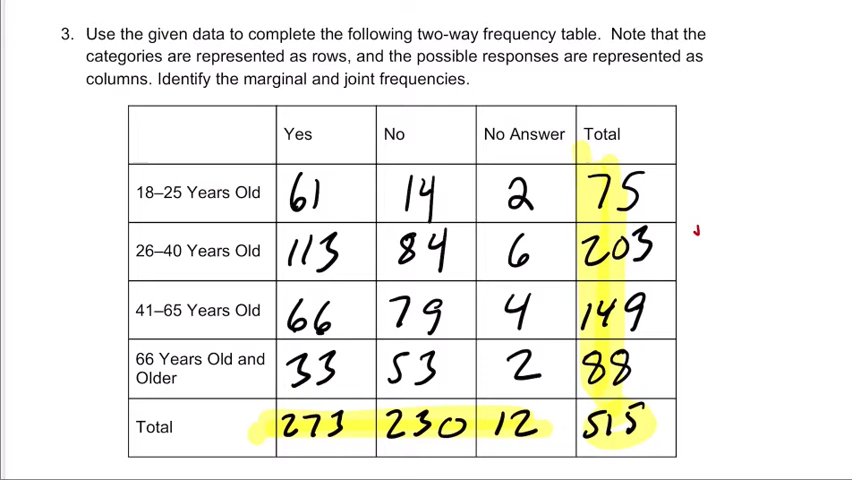 3. Use the given data to complete the following two-way frequency table. Note that the
categories are represented as rows, and the possible responses are represented as
columns. Identify the marginal and joint frequencies.
Yes No No Answer Total
18–25 Years Old 61 14 2 75
26–40 Years Old 113 84 6 203
41–65 Years Old 66 79 4 149
66 Years Old and
Older 33 53 2 88
Total 273 230 12 515